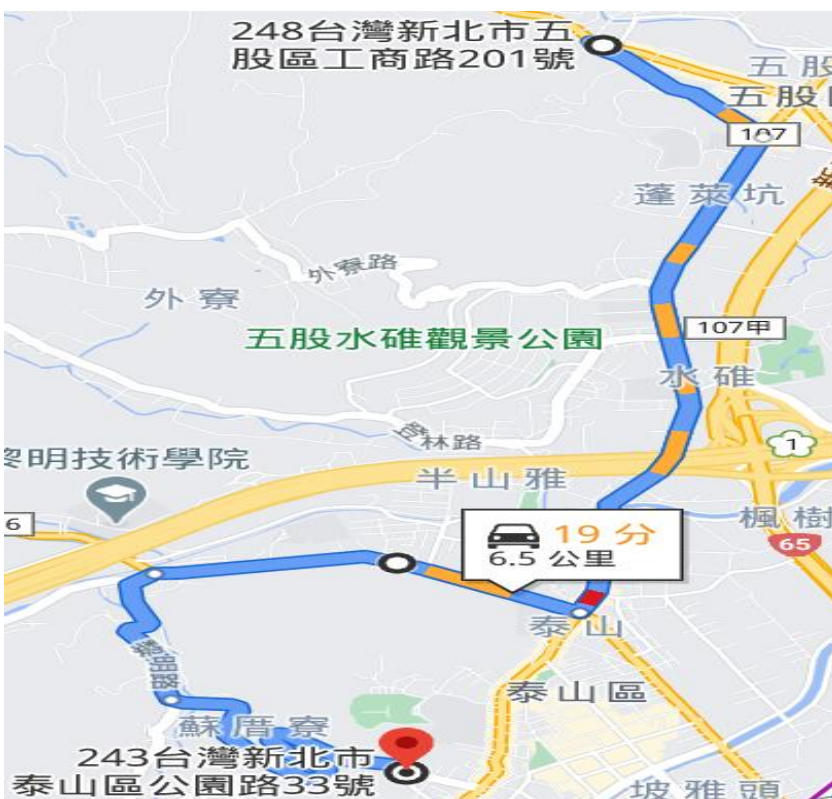 248台灣新北市五
股區工商路201號
五股
五股
107
蓬萊坑
外寮路
外寮
107甲
五股水碓觀景公園
水碓
林路
黎明技術學院
半山雅
1
6
19 分
6.5 公里
楓樹
65
泰山
黎明路
泰山區
蘇厝寮
243台灣新北市
泰山區公園路33號
坡雅頭